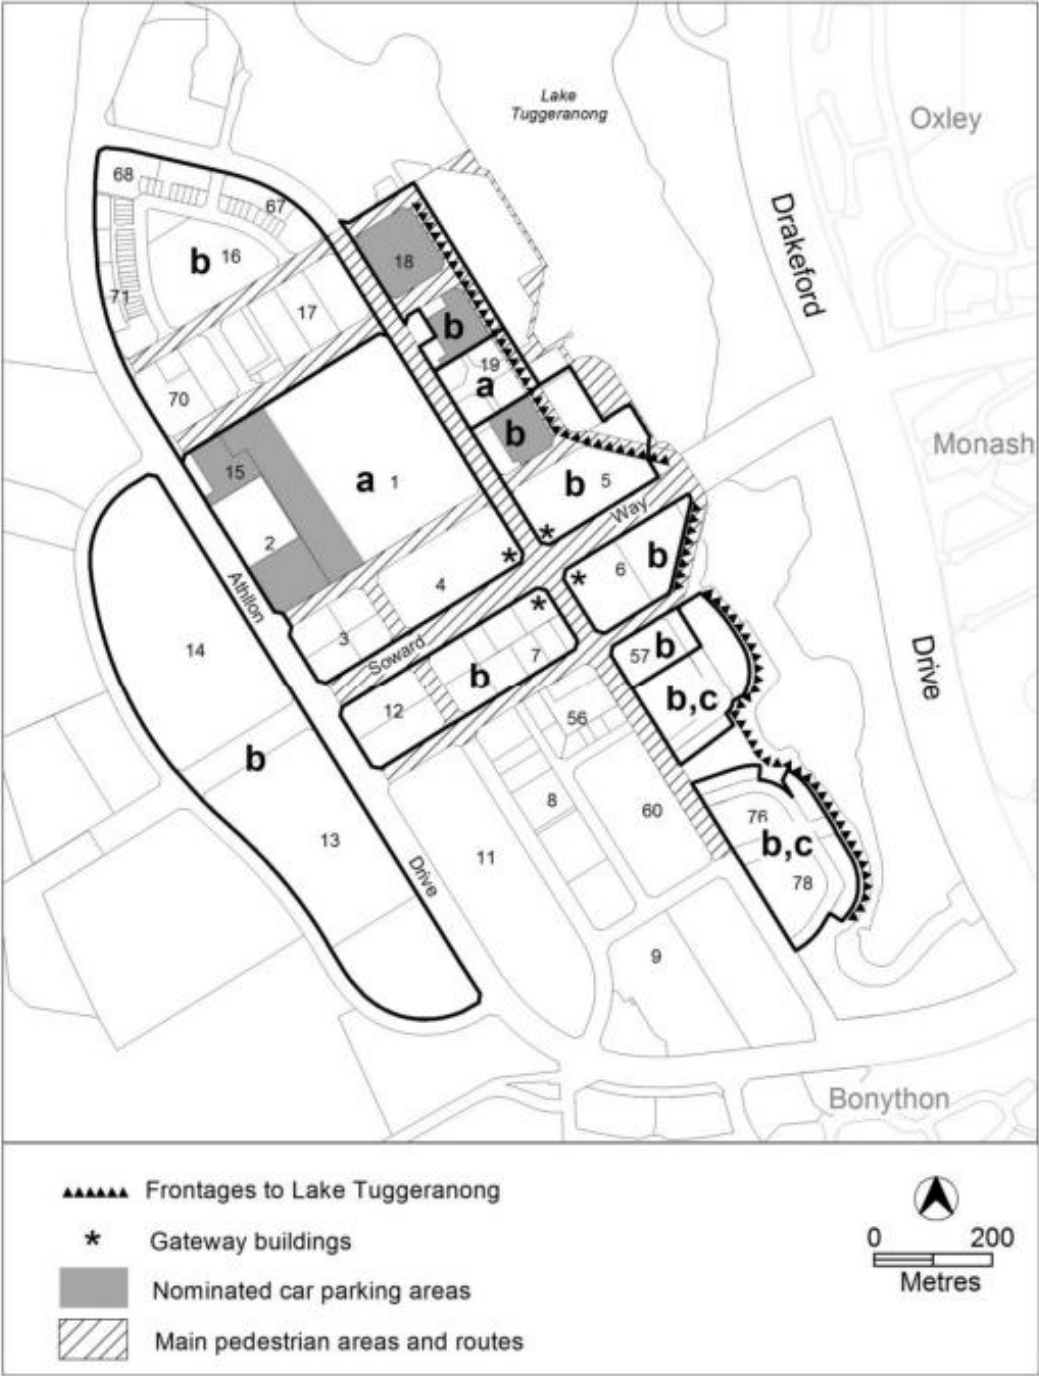 Lake
Tuggeranong
Oxley
68
67
Drakeford
b 16
18
71
17
b
19
a
70
b
Monash
15
a 1
b 5
Way
2
*
*
b
6
4
*
Athllon
*
3
Soward
7
57 b
14
b
b,c
12
56
b
8
60
76
b,c
13
11
78
Drive
Drive
9
Bonython
Frontages to Lake Tuggeranong
* Gateway buildings
0 200
Nominated car parking areas
Metres
Main pedestrian areas and routes